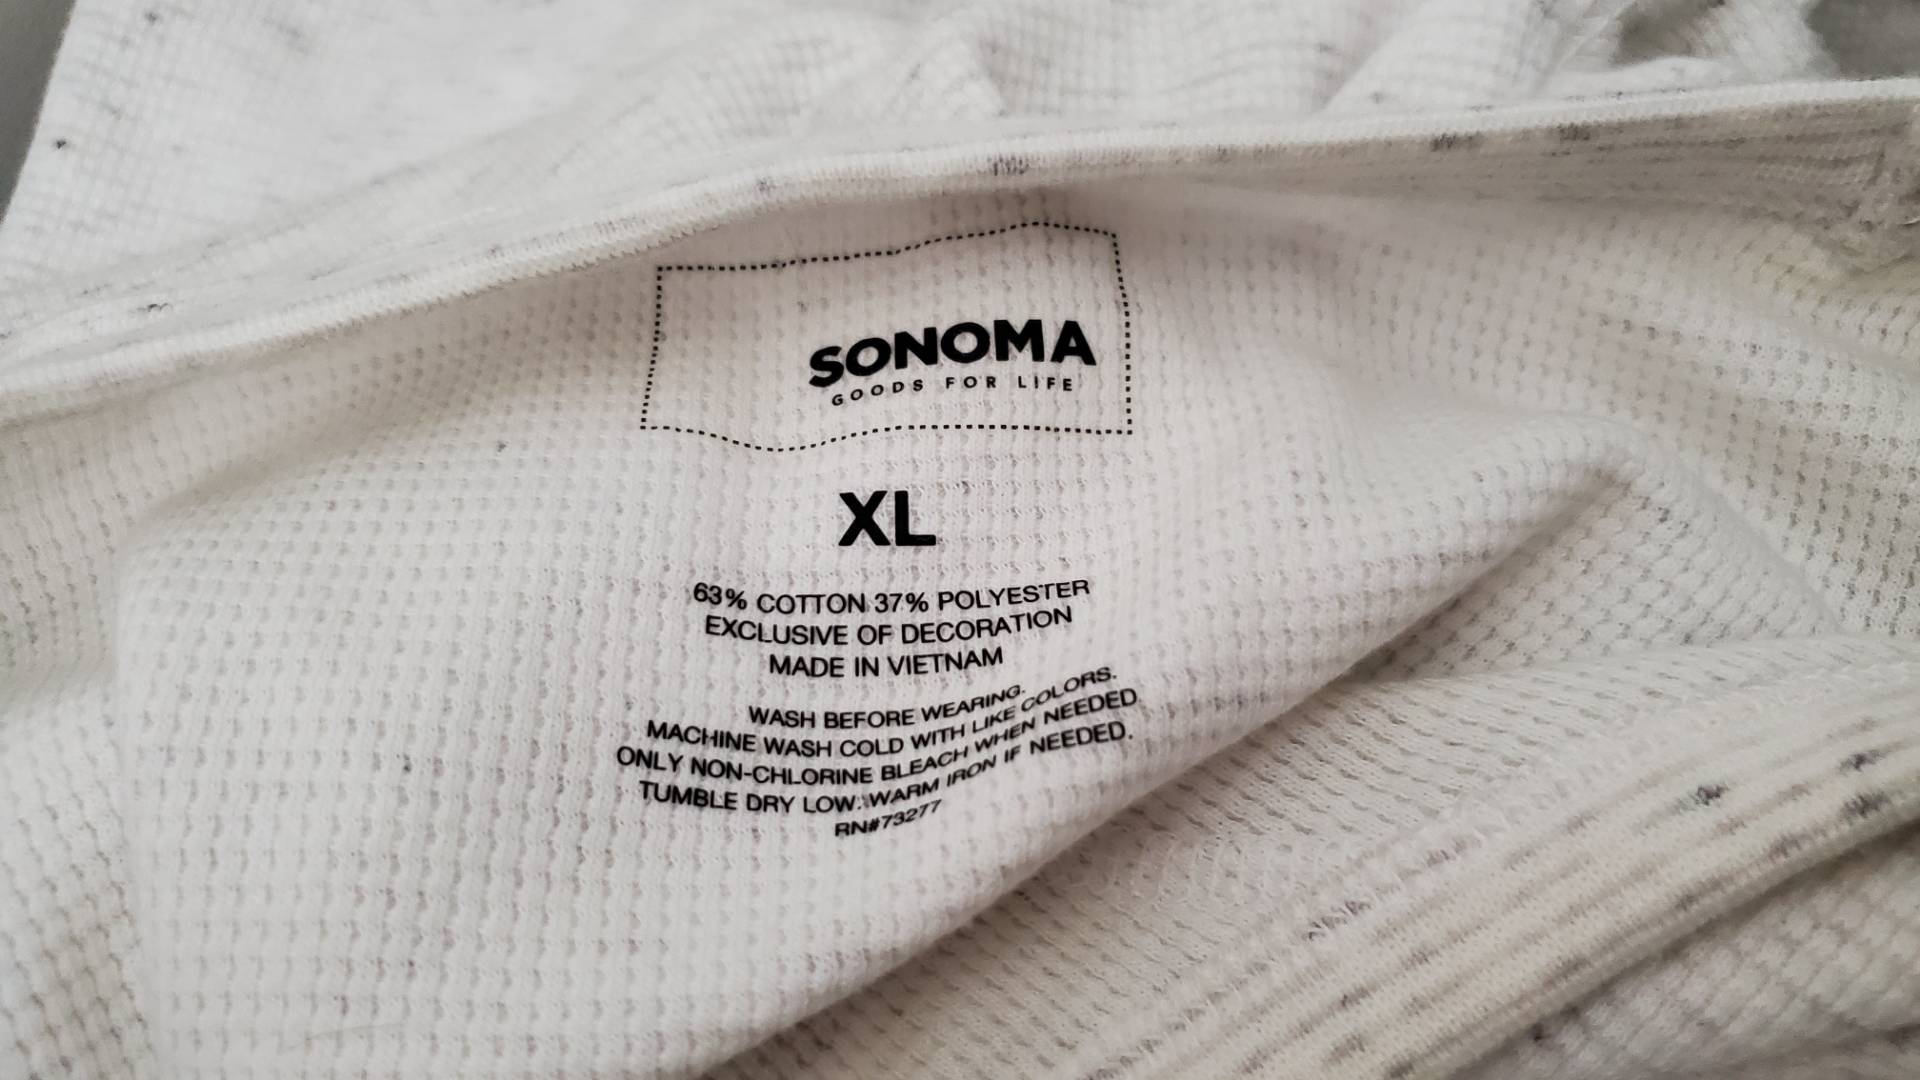 SONOMA
GOODS FOR LIFE
XL
63% COTTON 37% POLYESTER
EXCLUSIVE OF DECORATION
MADE IN VIETNAM
WASH BEFORE WEARING.
MACHINE WASH COLD WITH LIKE COLORS.
ONLY NON-CHLORINE BLEACH WHEN NEEDED
TUMBLE DRY LOW. WARM IRON IF NEEDED.
RN#73277